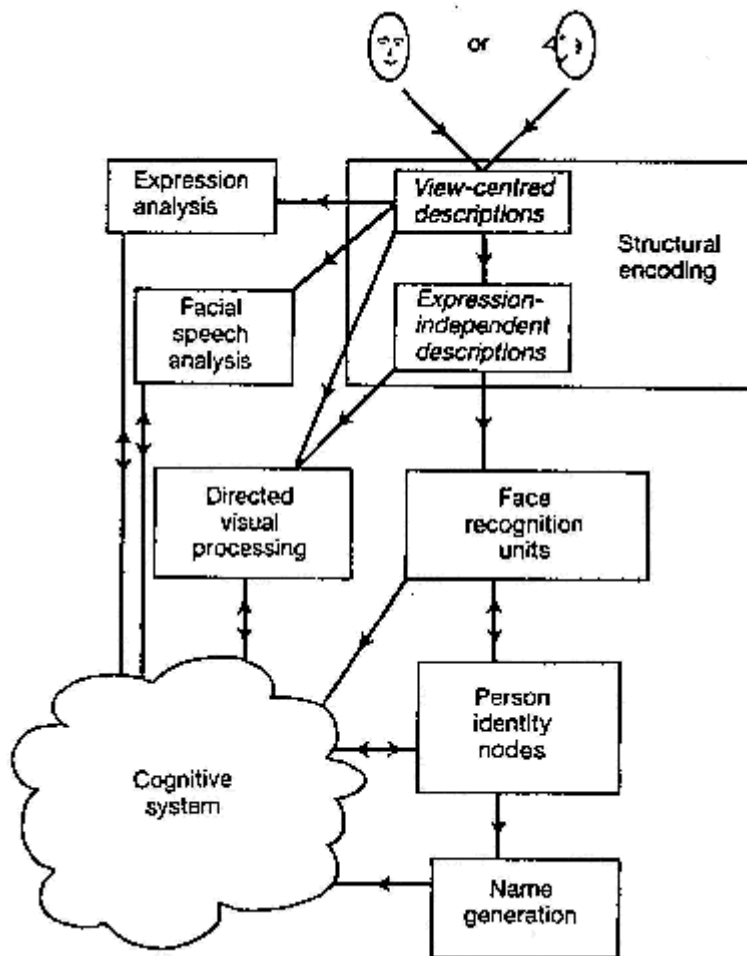 or
Expression
analysis
View-centred
descriptions
Structural
encoding
Facial
speech
analysis
Expression-
independent
descriptions
Directed
visual
processing
Face
recognition
units
Person
identity
nodes
Cognitive
system
Name
generation